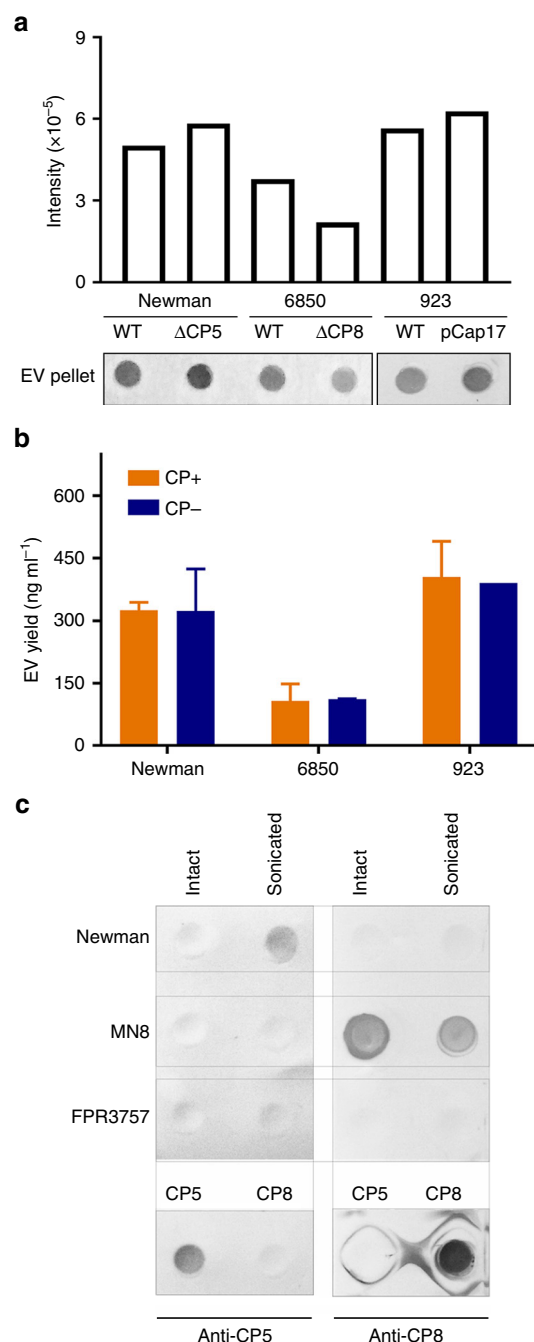 a
Intensity (×10⁻⁵)
9
6
3
0
Newman 6850 923
WT ΔCP5 WT ΔCP8 WT pCap17
EV pellet
b
EV yield (ng ml⁻¹)
CP+
CP−
600
450
300
150
0
Newman 6850 923
c
Intact Sonicated Intact Sonicated
Newman
MN8
FPR3757
CP5 CP8 CP5 CP8
Anti-CP5 Anti-CP8